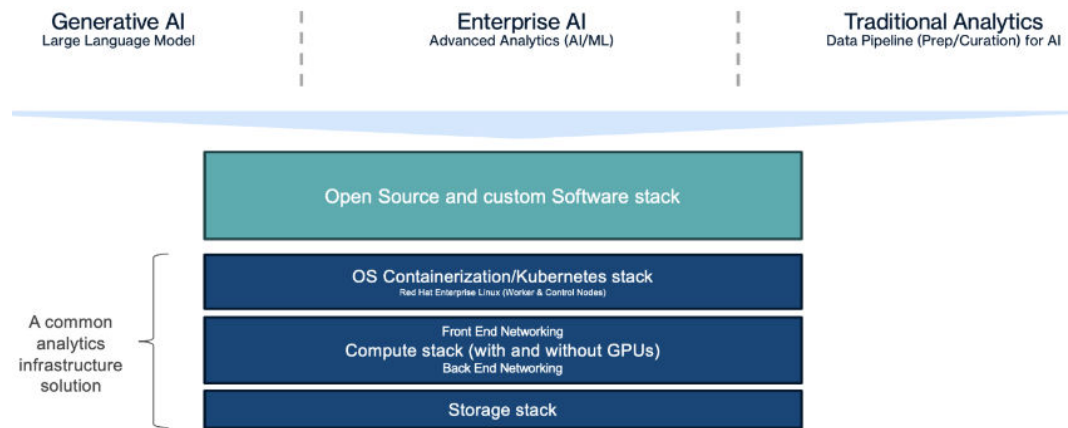 Generative AI
Large Language Model
Enterprise AI
Advanced Analytics (AI/ML)
Traditional Analytics
Data Pipeline (Prep/Curation) for AI
Open Source and custom Software stack
OS Containerization/Kubernetes stack
Red Hat Enterprise Linux (Worker & Control Nodes)
A common
analytics
infrastructure
solution
Front End Networking
Compute stack (with and without GPUs)
Back End Networking
Storage stack